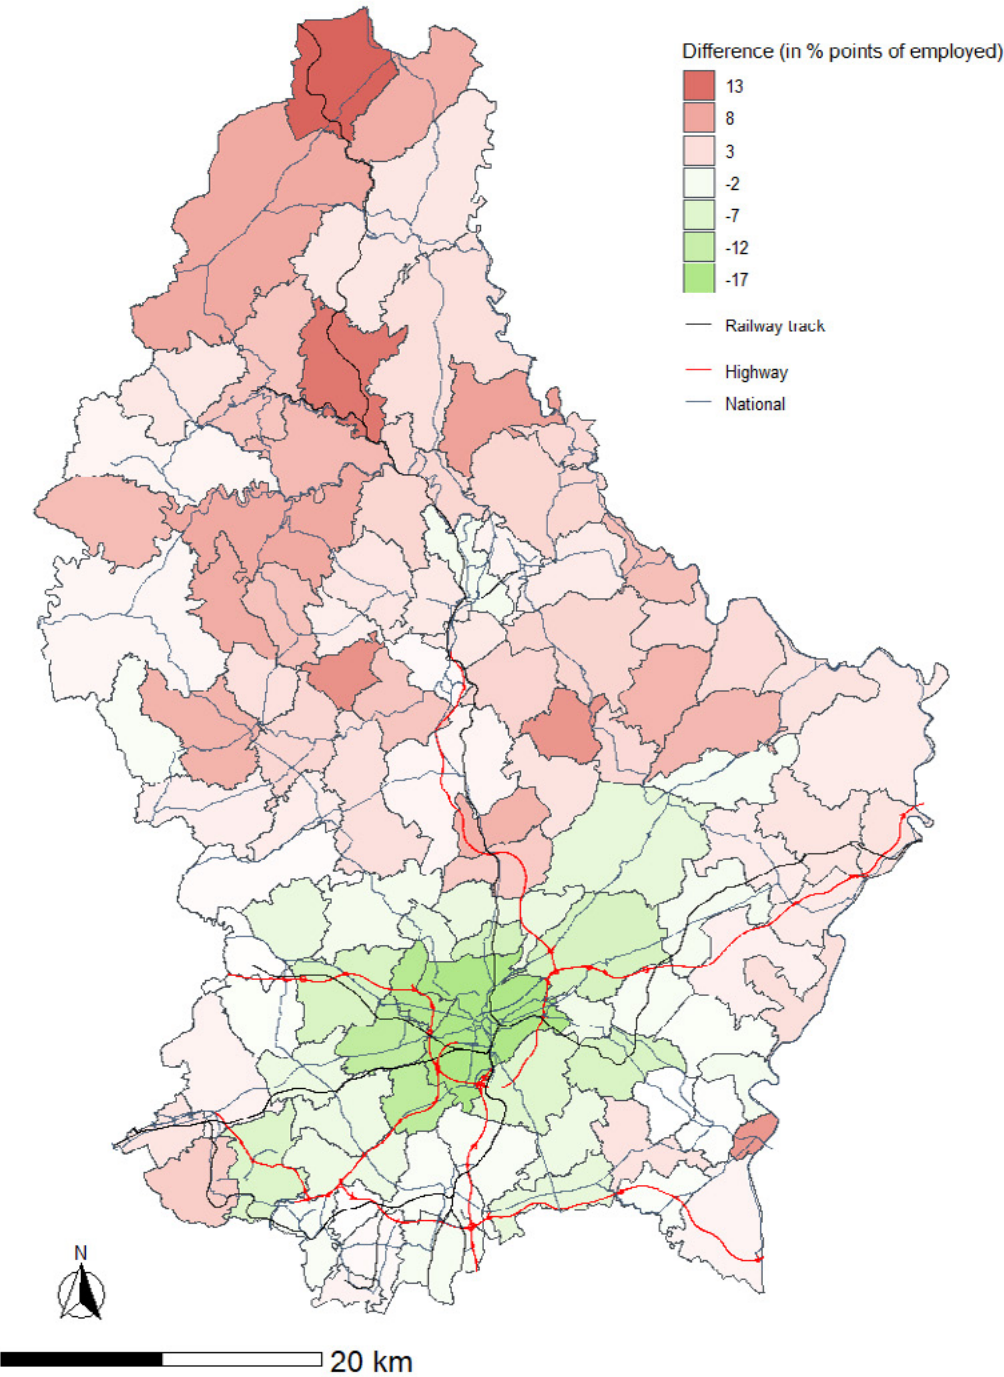 Difference (in % points of employed)
13
8
3
-2
-7
-12
-17
Railway track
Highway
National
N
20 km